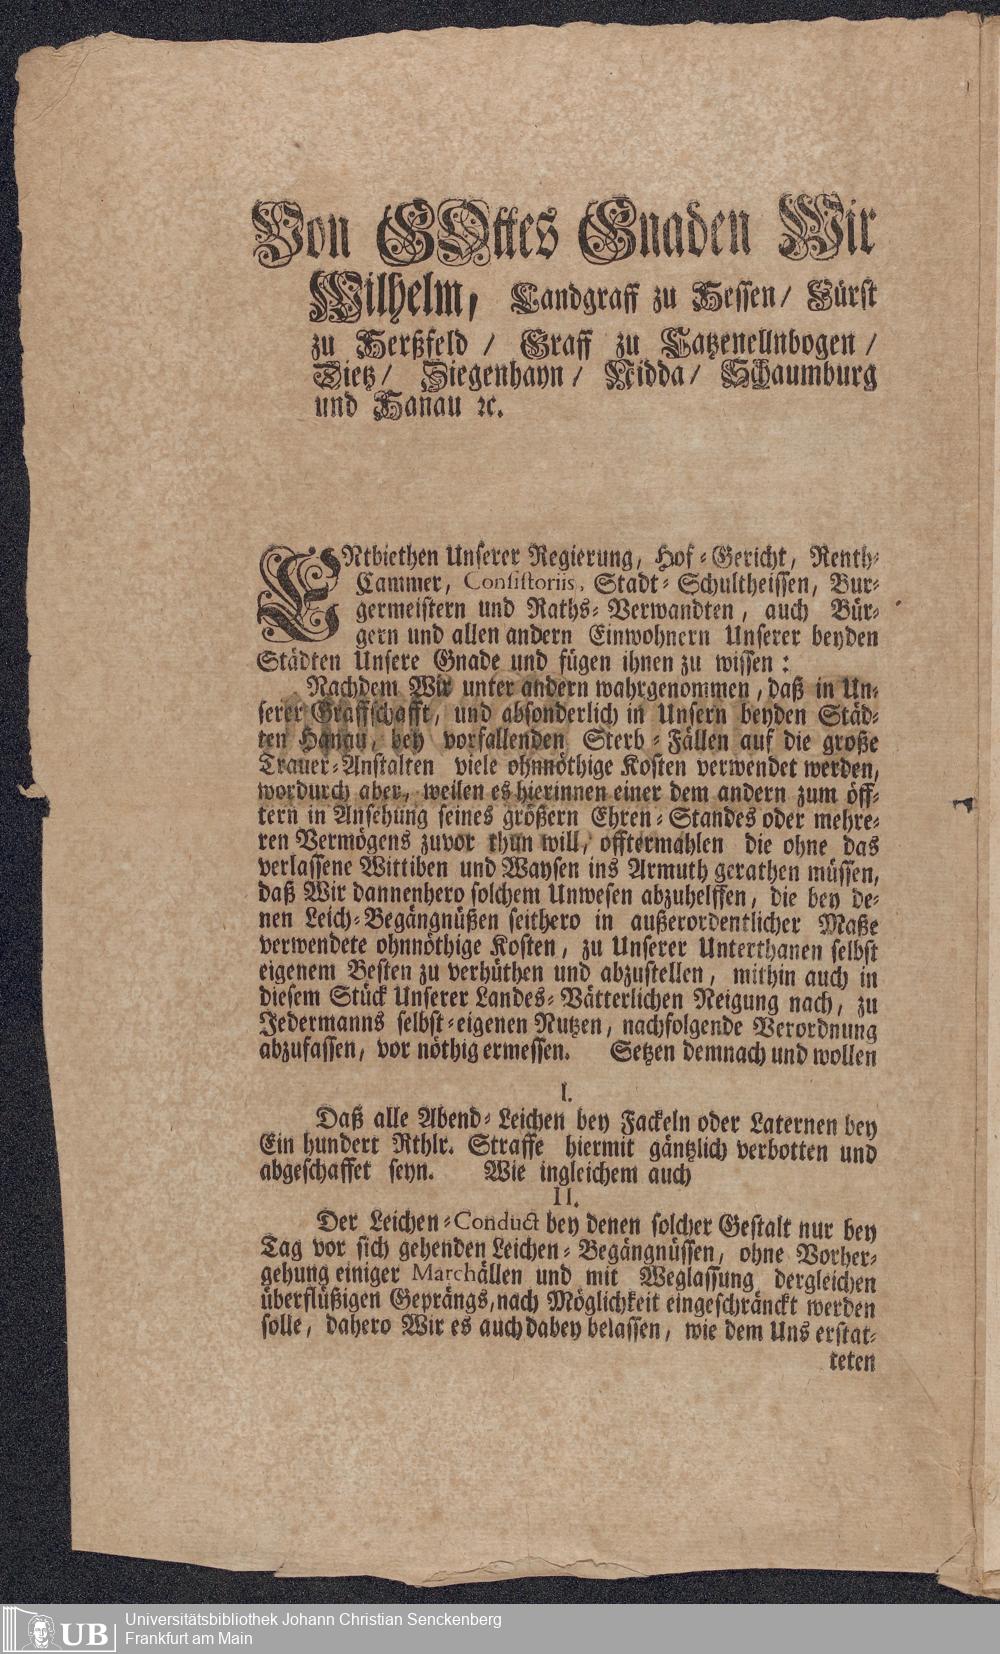 Von GOttes Gnaden Wir
Wilhelm, Landgraff zu Hessen/ Fürst
zu Herßfeld / Graff zu Catzenellnbogen /
Dietz/ Ziegenhayn / Nidda/ Schaumburg
und Hanau ꝛc.
ENtbiethen Unserer Regierung, Hof-Gericht, Renth-
Cammer, Consistoriis, Stadt-Schultheissen, Bur-
germeistern und Raths-Verwandten, auch Bür-
gern und allen andern Einwohnern Unserer beyden
Städten Unsere Gnade und fügen ihnen zu wissen:
Nachdem Wir unter andern wahrgenommen, daß in Un-
serer Graffschafft, und absonderlich in Unsern beyden Städ-
ten Hanau, bey vorfallenden Sterb-Fällen auf die große
Trauer-Anstalten viele ohnnöthige Kosten verwendet werden,
wordurch aber, weilen es hierinnen einer dem andern zum öff-
tern in Ansehung seines größern Ehren-Standes oder mehre-
ren Vermögens zuvor thun will, offtermahlen die ohne das
verlassene Wittiben und Waysen ins Armuth gerathen müssen,
daß Wir dannenhero solchem Unwesen abzuhelffen, die bey de-
nen Leich-Begängnüßen seithero in außerordentlicher Maße
verwendete ohnnöthige Kosten, zu Unserer Unterthanen selbst
eigenem Besten zu verhüthen und abzustellen, mithin auch in
diesem Stück Unserer Landes-Vätterlichen Neigung nach, zu
Jedermanns selbst-eigenen Nutzen, nachfolgende Verordnung
abzufassen, vor nöthig ermessen. Setzen demnach und wollen
I.
Daß alle Abend-Leichen bey Fackeln oder Laternen bey
Ein hundert Rthlr. Straffe hiermit gäntzlich verbotten und
abgeschaffet seyn. Wie ingleichem auch
II.
Der Leichen-Conduct bey denen solcher Gestalt nur bey
Tag vor sich gehenden Leichen-Begängnüssen, ohne Vorher-
gehung einiger Marchällen und mit Weglassung dergleichen
überflüßigen Geprängs, nach Möglichkeit eingeschränckt werden
solle, dahero Wir es auch dabey belassen, wie dem Uns erstat-
teten
UB
Universitätsbibliothek Johann Christian Senckenberg
Frankfurt am Main